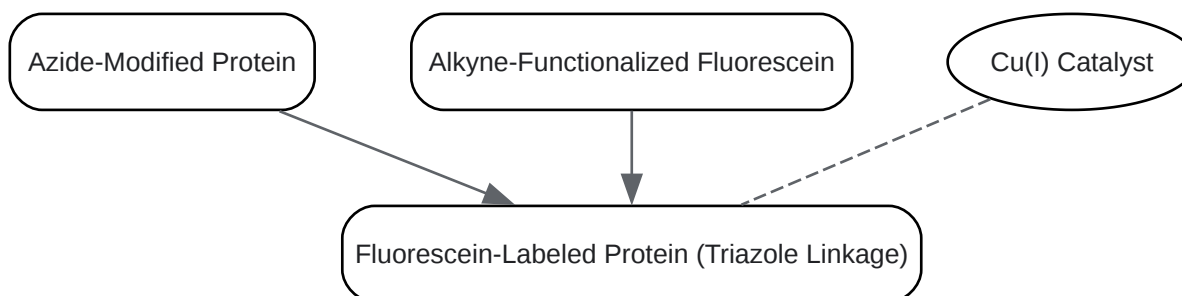 Azide-Modified Protein
Alkyne-Functionalized Fluorescein
Cu(I) Catalyst
Fluorescein-Labeled Protein (Triazole Linkage)